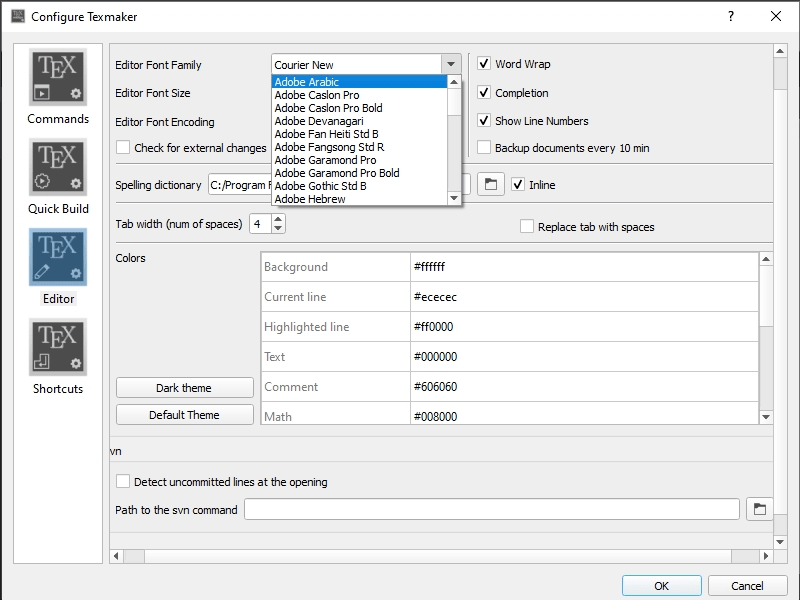 Configure Texmaker
TEX
Commands
TEX
Quick Build
TEX
Editor
TEX
Shortcuts
Editor Font Family
Courier New
Adobe Arabic
Adobe Caslon Pro
Adobe Caslon Pro Bold
Adobe Devanagari
Adobe Fan Heiti Std B
Adobe Fangsong Std R
Adobe Garamond Pro
Adobe Garamond Pro Bold
Adobe Gothic Std B
Adobe Hebrew
Word Wrap
Editor Font Size
Completion
Editor Font Encoding
Show Line Numbers
Check for external changes
Backup documents every 10 min
Spelling dictionary
C:/Program F
Inline
Tab width (num of spaces)
4
Replace tab with spaces
Colors
Background #ffffff
Current line #ececec
Highlighted line #ff0000
Text #000000
Comment #606060
Math #008000
Dark theme
Default Theme
vn
Detect uncommitted lines at the opening
Path to the svn command
OK
Cancel